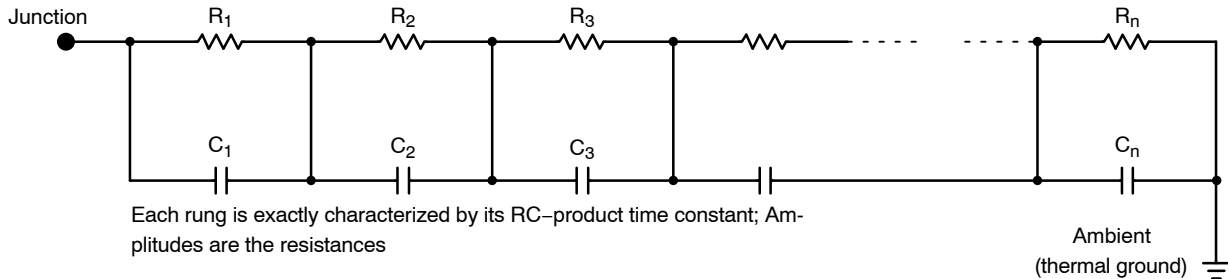 Junction
R1 R2 R3 Rn
C1 C2 C3 Cn
Each rung is exactly characterized by its RC−product time constant; Am-
plitudes are the resistances
Ambient
(thermal ground)